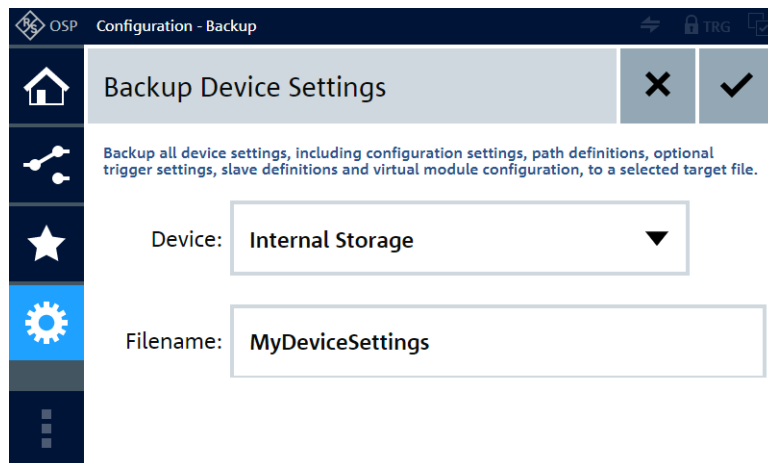 R&S OSP Configuration - Backup TRG
Backup Device Settings
Backup all device settings, including configuration settings, path definitions, optional
trigger settings, slave definitions and virtual module configuration, to a selected target file.
Device: Internal Storage
Filename: MyDeviceSettings